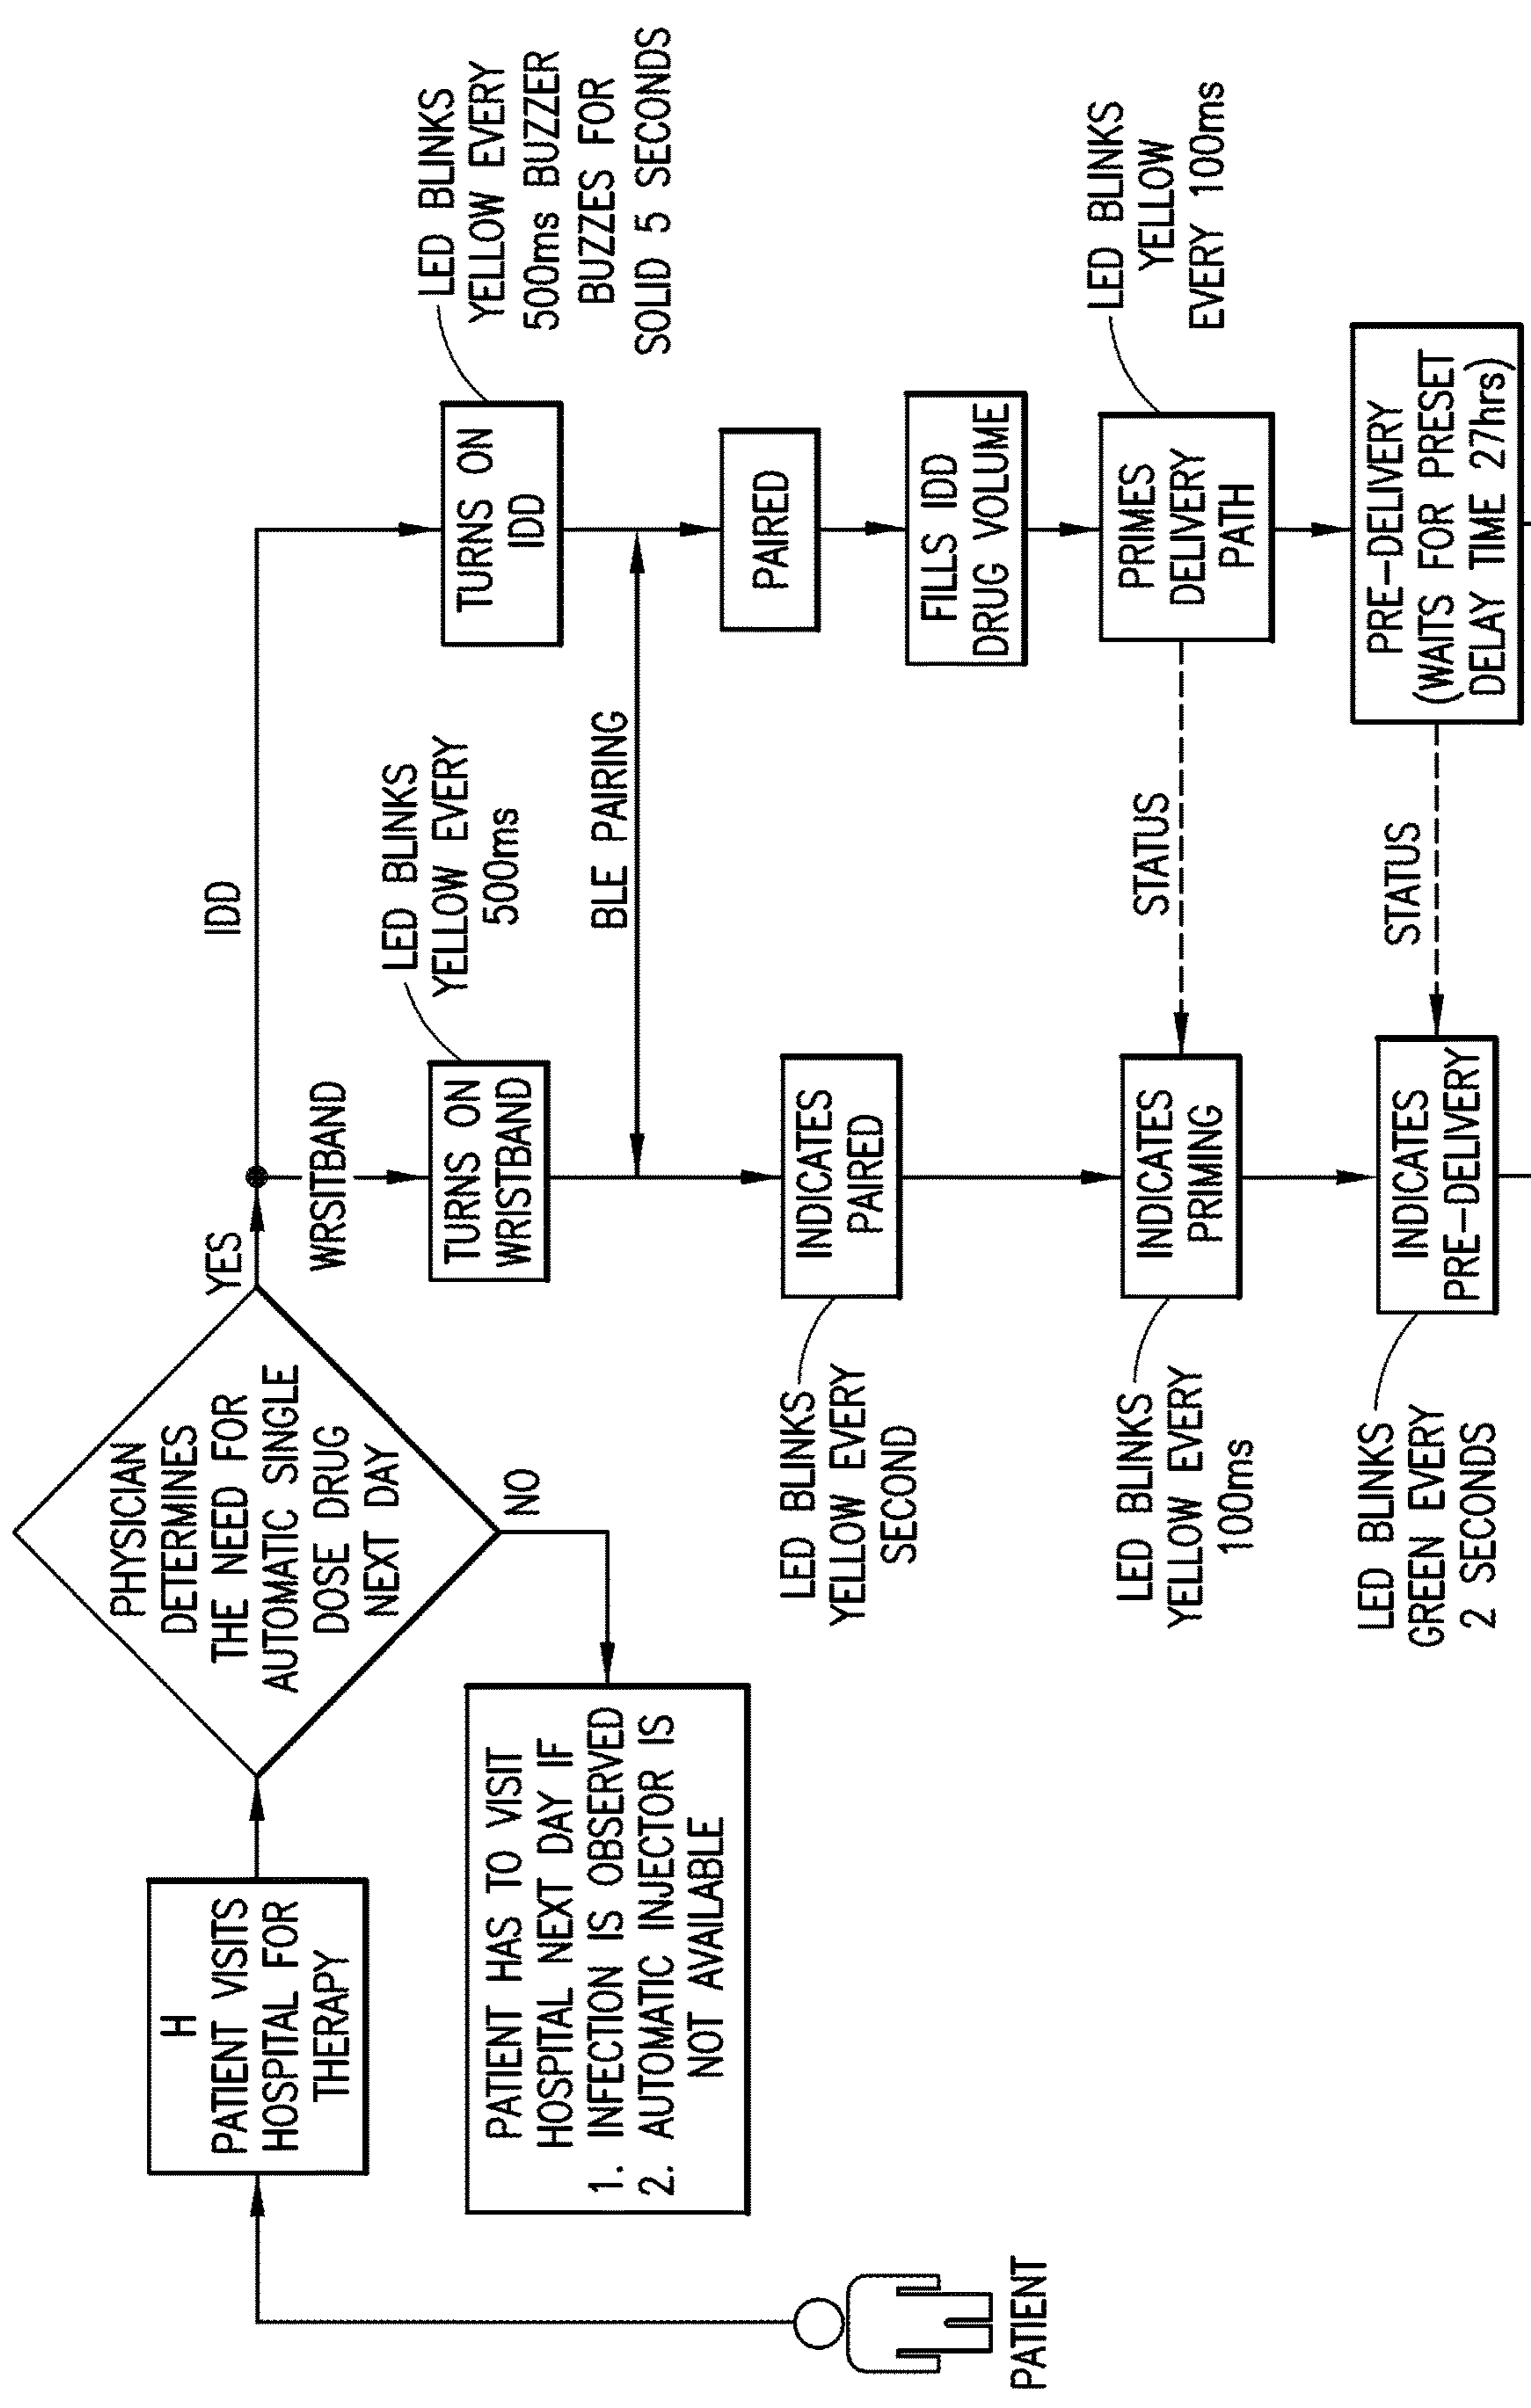 H
PATIENT VISITS
HOSPITAL FOR
THERAPY
PHYSICIAN
DETERMINES
THE NEED FOR
AUTOMATIC SINGLE
DOSE DRUG
NEXT DAY
YES
NO
PATIENT HAS TO VISIT
HOSPITAL NEXT DAY IF
1. INFECTION IS OBSERVED
2. AUTOMATIC INJECTOR IS
NOT AVAILABLE
PATIENT
WRSITBAND
IDD
LED BLINKS
YELLOW EVERY
500ms
TURNS ON
WRISTBAND
LED BLINKS
YELLOW EVERY
500ms BUZZER
BUZZES FOR
SOLID 5 SECONDS
TURNS ON
IDD
BLE PAIRING
LED BLINKS
YELLOW EVERY
SECOND
INDICATES
PAIRED
PAIRED
FILLS IDD
DRUG VOLUME
LED BLINKS
YELLOW EVERY
100ms
INDICATES
PRIMING
STATUS
PRIMES
DELIVERY
PATH
LED BLINKS
YELLOW
EVERY 100ms
LED BLINKS
GREEN EVERY
2 SECONDS
INDICATES
PRE-DELIVERY
STATUS
PRE-DELIVERY
(WAITS FOR PRESET
DELAY TIME 27hrs)